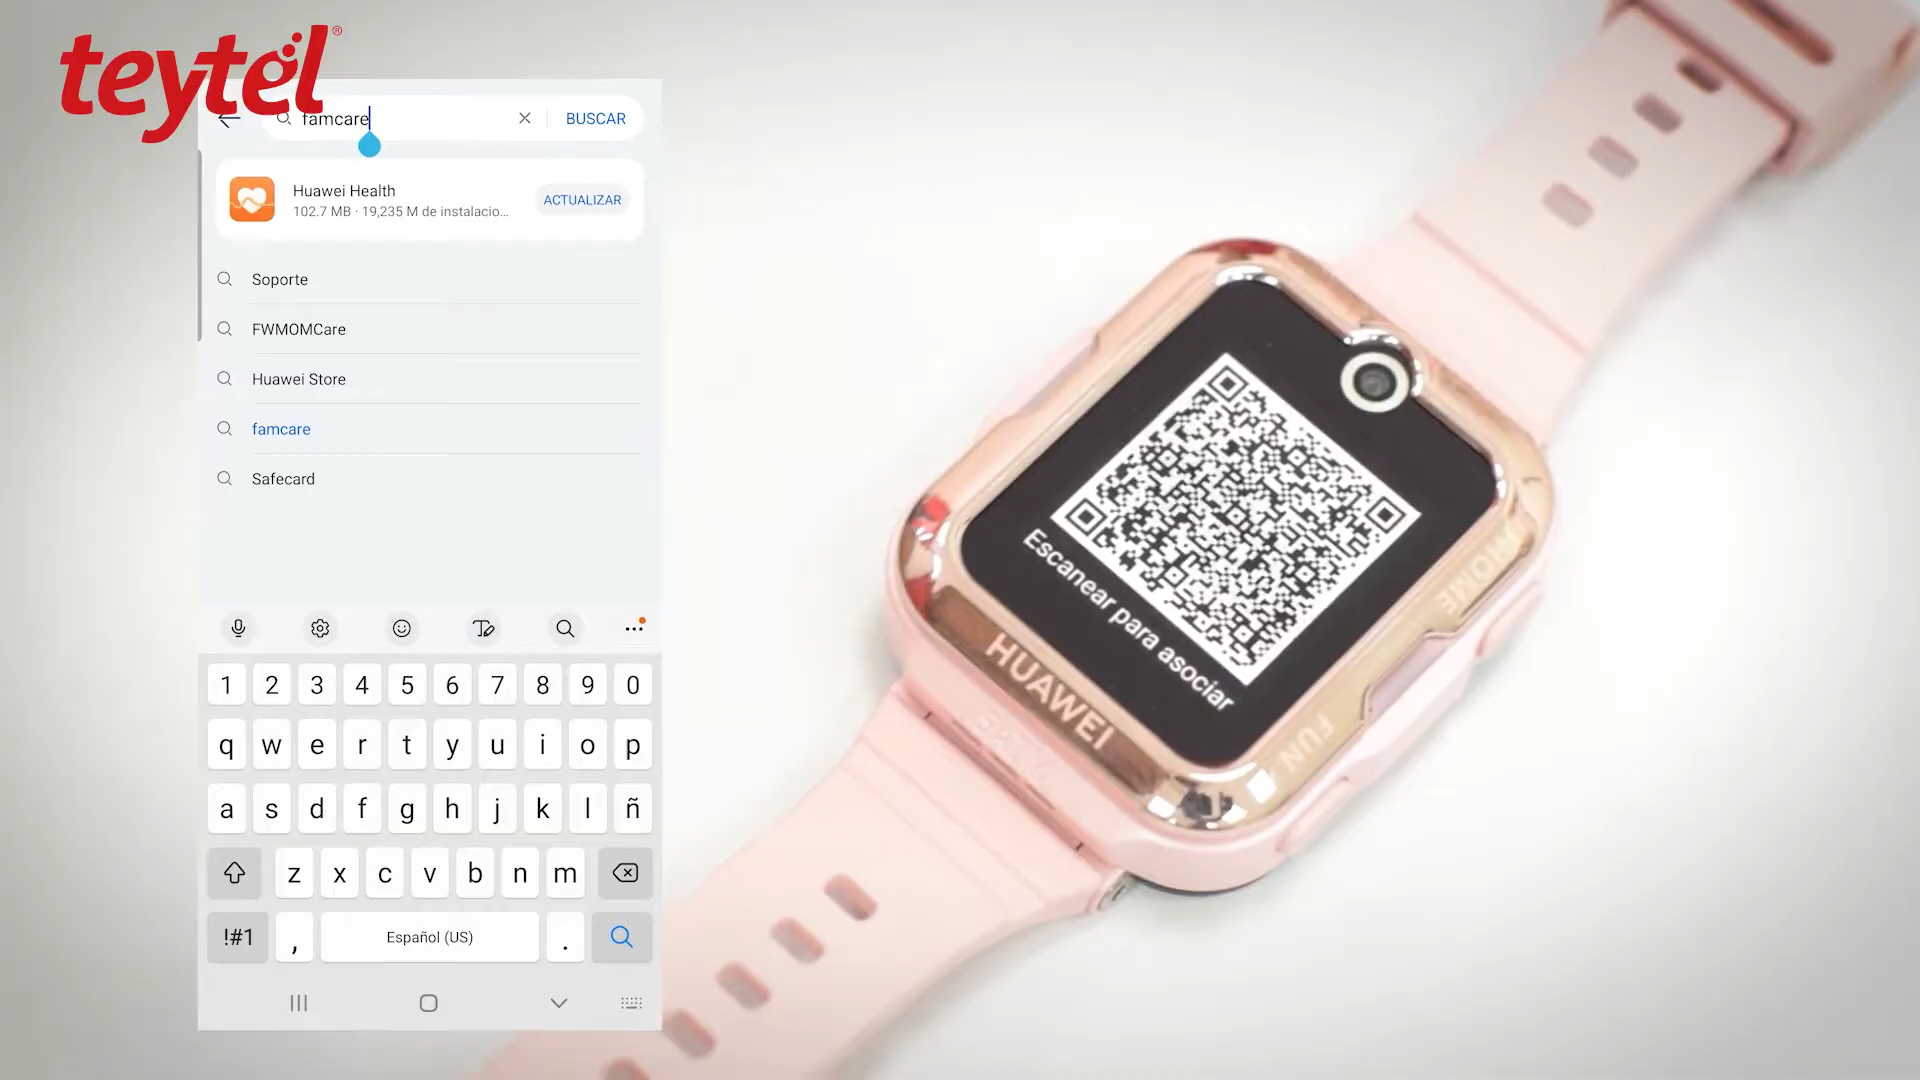 teytel®
famcare
BUSCAR
Huawei Health
102.7 MB · 19,235 M de instalacio...
ACTUALIZAR
Soporte
FWMOMCare
Huawei Store
famcare
Safecard
1 2 3 4 5 6 7 8 9 0
q w e r t y u i o p
a s d f g h j k l ñ
z x c v b n m
!#1 , Español (US) .
Escanear para asociar
HUAWEI
FUN